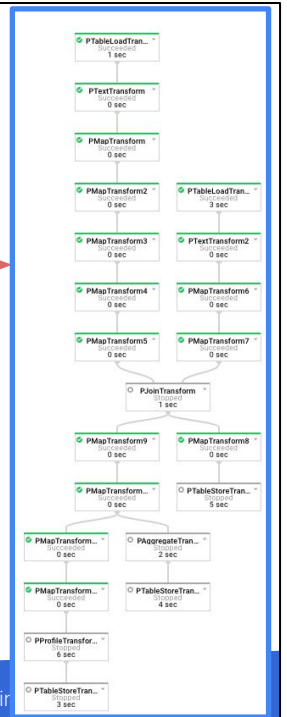 PTableLoadTran...
Succeeded
1 sec
PTextTransform
Succeeded
0 sec
PMapTransform
Succeeded
0 sec
PMapTransform2
Succeeded
0 sec
PTableLoadTran...
Succeeded
3 sec
PMapTransform3
Succeeded
0 sec
PTextTransform2
Succeeded
0 sec
PMapTransform4
Succeeded
0 sec
PMapTransform6
Succeeded
0 sec
PMapTransform5
Succeeded
0 sec
PMapTransform7
Succeeded
0 sec
PJoinTransform
Stopped
1 sec
PMapTransform9
Succeeded
0 sec
PMapTransform8
Succeeded
0 sec
PMapTransform...
Succeeded
0 sec
PTableStoreTran...
Stopped
5 sec
PMapTransform...
Succeeded
0 sec
PAggregateTran...
Stopped
2 sec
PMapTransform...
Succeeded
0 sec
PTableStoreTran...
Stopped
4 sec
PProfileTransfor...
Stopped
6 sec
PTableStoreTran...
Stopped
3 sec